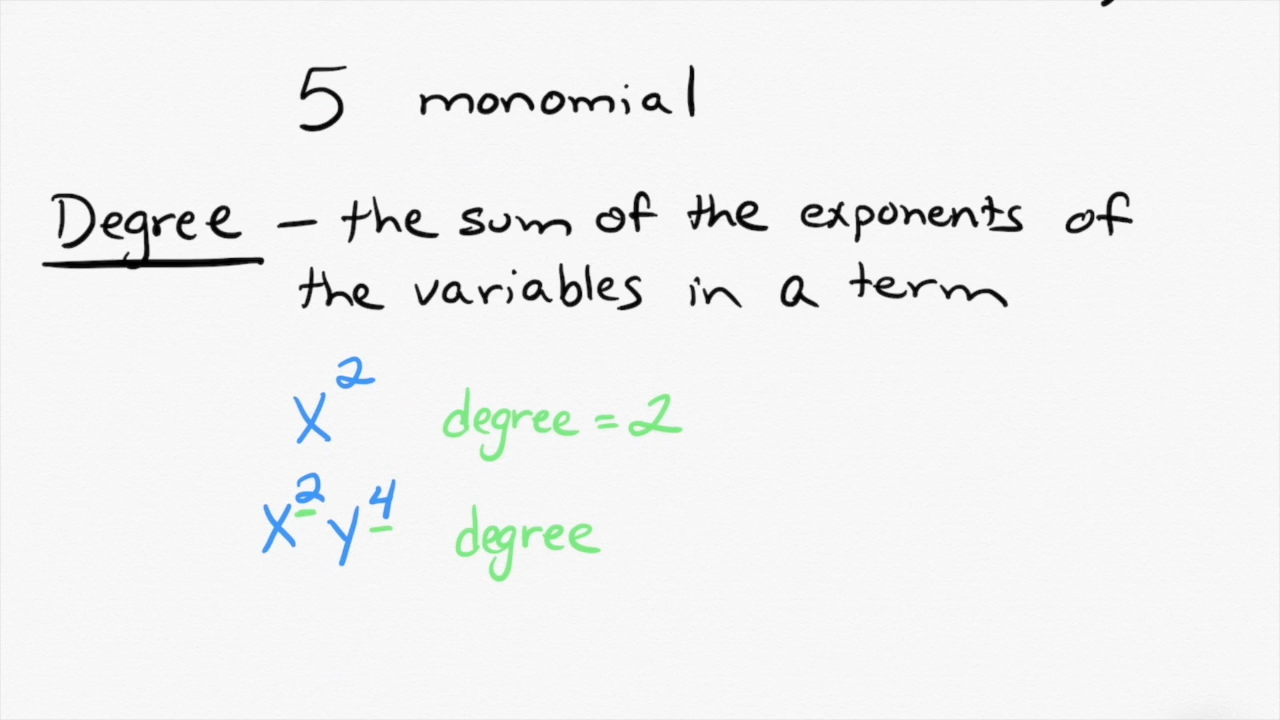 5 monomial
Degree - the sum of the exponents of
the variables in a term
x² degree = 2
x²y⁴ degree